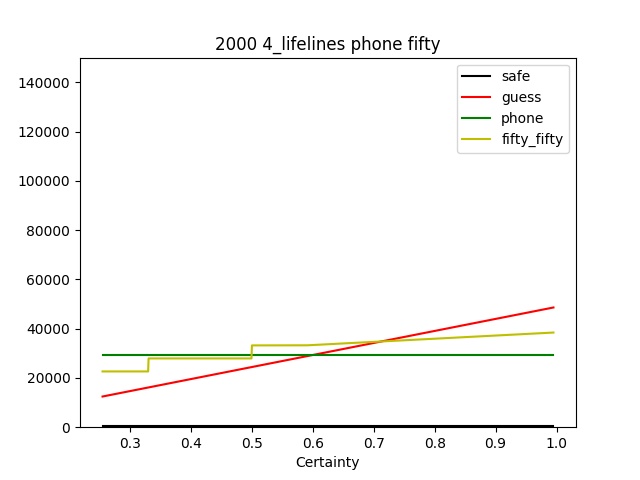 2000 4_lifelines phone fifty
safe
guess
phone
fifty_fifty
140000
120000
100000
80000
60000
40000
20000
0
0.3 0.4 0.5 0.6 0.7 0.8 0.9 1.0
Certainty